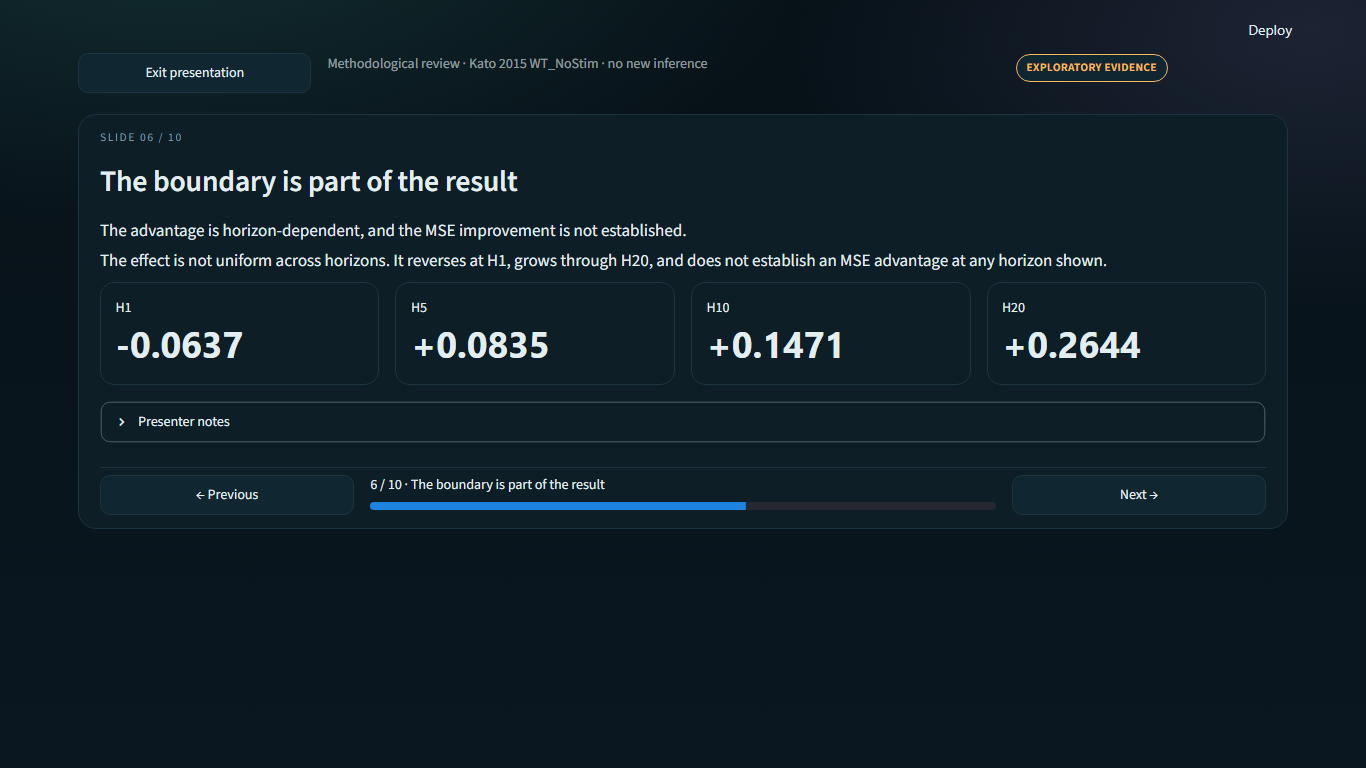 Deploy
Exit presentation
Methodological review · Kato 2015 WT_NoStim · no new inference
EXPLORATORY EVIDENCE
SLIDE 06 / 10
The boundary is part of the result
The advantage is horizon-dependent, and the MSE improvement is not established.
The effect is not uniform across horizons. It reverses at H1, grows through H20, and does not establish an MSE advantage at any horizon shown.
H1
-0.0637
H5
+0.0835
H10
+0.1471
H20
+0.2644
Presenter notes
← Previous
6 / 10 · The boundary is part of the result
Next →